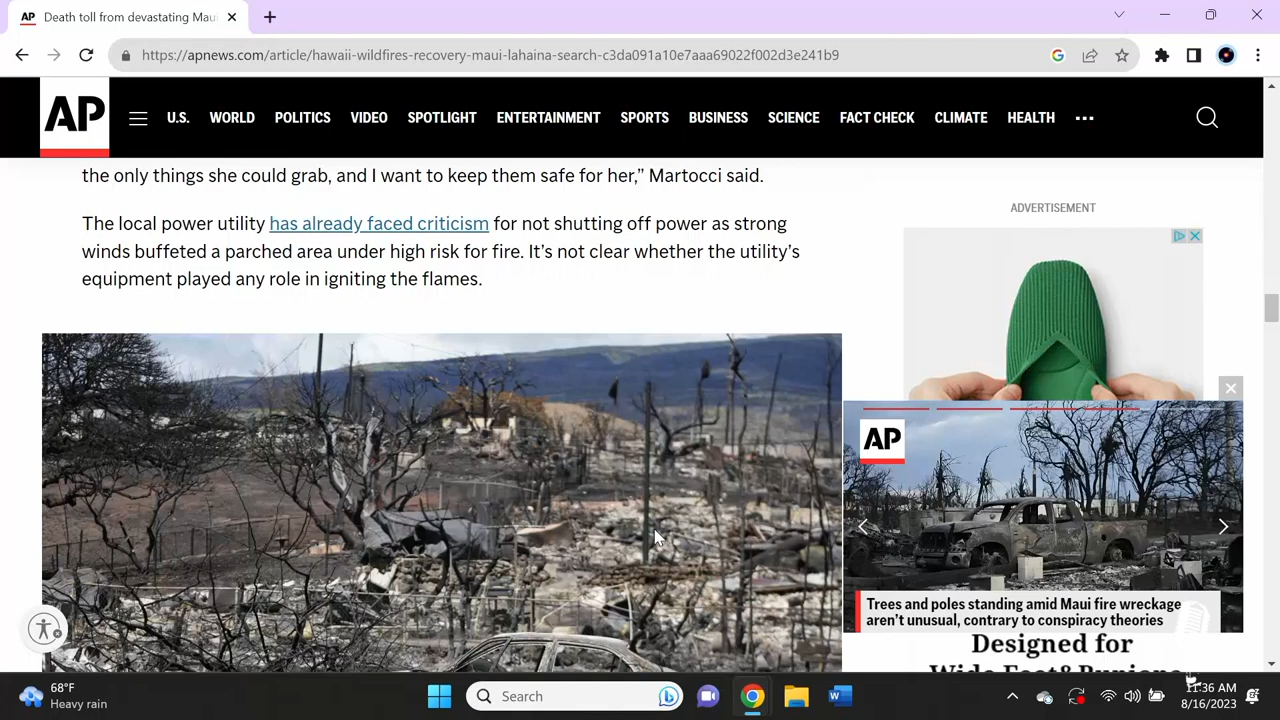 AP
Death toll from devastating Mau
https://apnews.com/article/hawaii-wildfires-recovery-maui-lahaina-search-c3da091a10e7aaa69022f002d3e241b9
AP
U.S. WORLD POLITICS VIDEO SPOTLIGHT ENTERTAINMENT SPORTS BUSINESS SCIENCE FACT CHECK CLIMATE HEALTH
the only things she could grab, and I want to keep them safe for her,” Martocci said.
The local power utility has already faced criticism for not shutting off power as strong
winds buffeted a parched area under high risk for fire. It’s not clear whether the utility’s
equipment played any role in igniting the flames.
ADVERTISEMENT
AP
Trees and poles standing amid Maui fire wreckage
aren’t unusual, contrary to conspiracy theories
Designed for
Wide Feet & Bunions
68°F
Heavy rain
Search
11:36 AM
8/16/2023